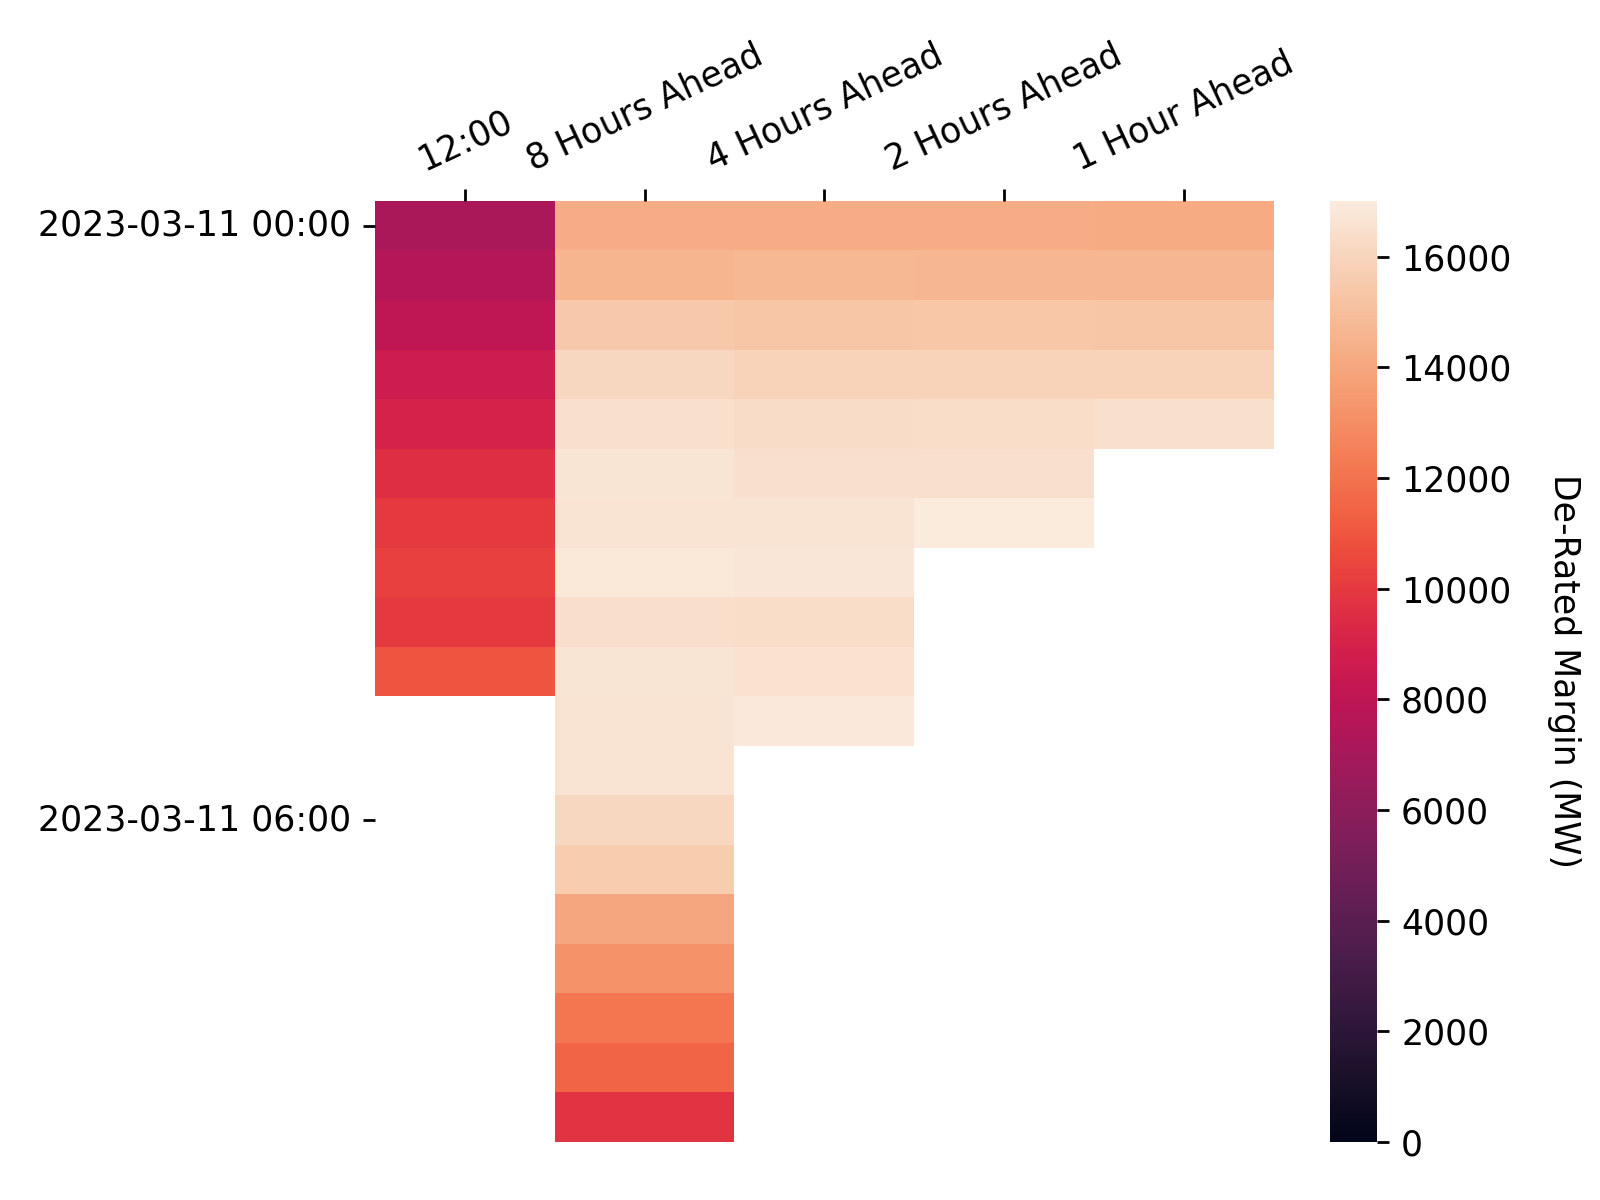 12:00
8 Hours Ahead
4 Hours Ahead
2 Hours Ahead
1 Hour Ahead
2023-03-11 00:00
2023-03-11 06:00
16000
14000
12000
10000
8000
6000
4000
2000
0
De-Rated Margin (MW)